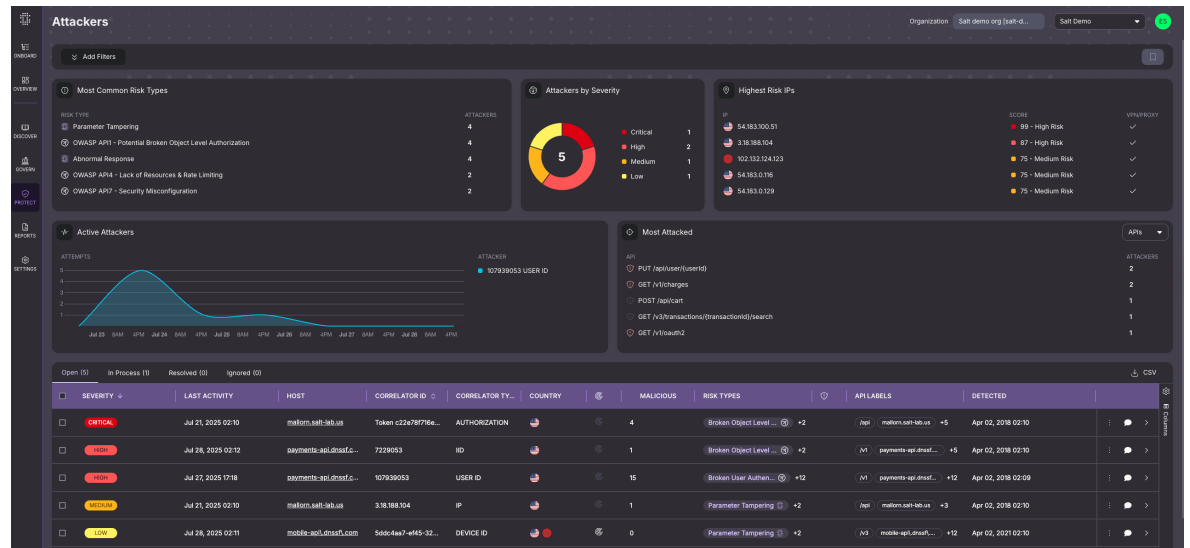 Attackers
Organization
Salt demo org [salt-d...
Salt Demo
ES
ONBOARD
OVERVIEW
DISCOVER
GOVERN
PROTECT
REPORTS
SETTINGS
Add Filters
Most Common Risk Types
RISK TYPE ATTACKERS
Parameter Tampering 4
OWASP API1 - Potential Broken Object Level Authorization 4
Abnormal Response 4
OWASP API4 - Lack of Resources & Rate Limiting 2
OWASP API7 - Security Misconfiguration 2
Attackers by Severity
5
Critical 1
High 2
Medium 1
Low 1
Highest Risk IPs
IP SCORE VPN/PROXY
54.183.100.51 99 - High Risk
3.18.188.104 87 - High Risk
102.132.124.123 75 - Medium Risk
54.183.0.116 75 - Medium Risk
54.183.0.129 75 - Medium Risk
Active Attackers
ATTEMPTS
5
4
3
2
1
Jul 23 8AM 4PM Jul 24 8AM 4PM Jul 25 8AM 4PM Jul 26 8AM 4PM Jul 27 8AM 4PM Jul 28 8AM 4PM
ATTACKER
107939053 USER ID
Most Attacked
APIs
API ATTACKERS
PUT /api/user/{userId} 2
GET /v1/charges 2
POST /api/cart 1
GET /v3/transactions/{transactionId}/search 1
GET /v1/oauth2 1
Open (5) In Process (1) Resolved (0) Ignored (0) CSV
SEVERITY LAST ACTIVITY HOST CORRELATOR ID CORRELATOR TY... COUNTRY MALICIOUS RISK TYPES API LABELS DETECTED
CRITICAL Jul 21, 2025 02:10 mallorn.salt-lab.us Token c22e78f716e... AUTHORIZATION 4 Broken Object Level ... +2 /api mallorn.salt-lab.us +5 Apr 02, 2018 02:10
HIGH Jul 28, 2025 02:12 payments-api.dnssf.c... 7229053 IID 1 Broken Object Level ... +2 /v1 payments-api.dnssf.... +5 Apr 02, 2018 02:10
HIGH Jul 27, 2025 17:18 payments-api.dnssf.c... 107939053 USER ID 15 Broken User Authen... +12 /v1 payments-api.dnssf... +12 Apr 02, 2018 02:09
MEDIUM Jul 21, 2025 02:10 mallorn.salt-lab.us 3.18.188.104 IP 1 Parameter Tampering +2 /api mallorn.salt-lab.us +3 Apr 02, 2018 02:10
LOW Jul 28, 2025 02:11 mobile-api\.dnssf\.com 5ddc4aa7-ef45-32... DEVICE ID 0 Parameter Tampering +2 /v3 mobile-api\.dnssf\.... +12 Apr 02, 2021 02:10
Columns